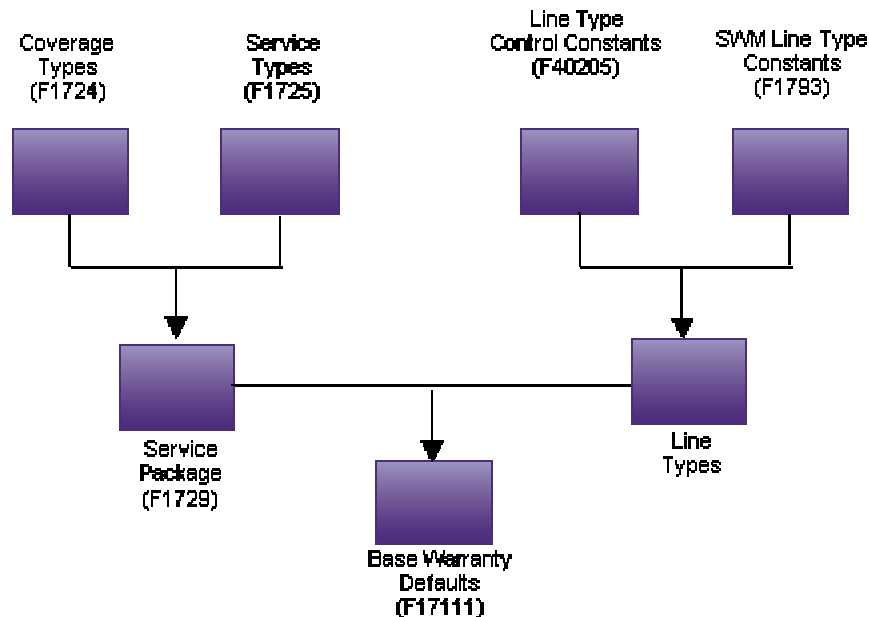 Coverage
Types
(F1724)
Service
Types
(F1725)
Line Type
Control Constants
(F40205)
SWM Line Type
Constants
(F1793)
Service
Package
(F1729)
Line
Types
Base Warranty
Defaults
(F17111)